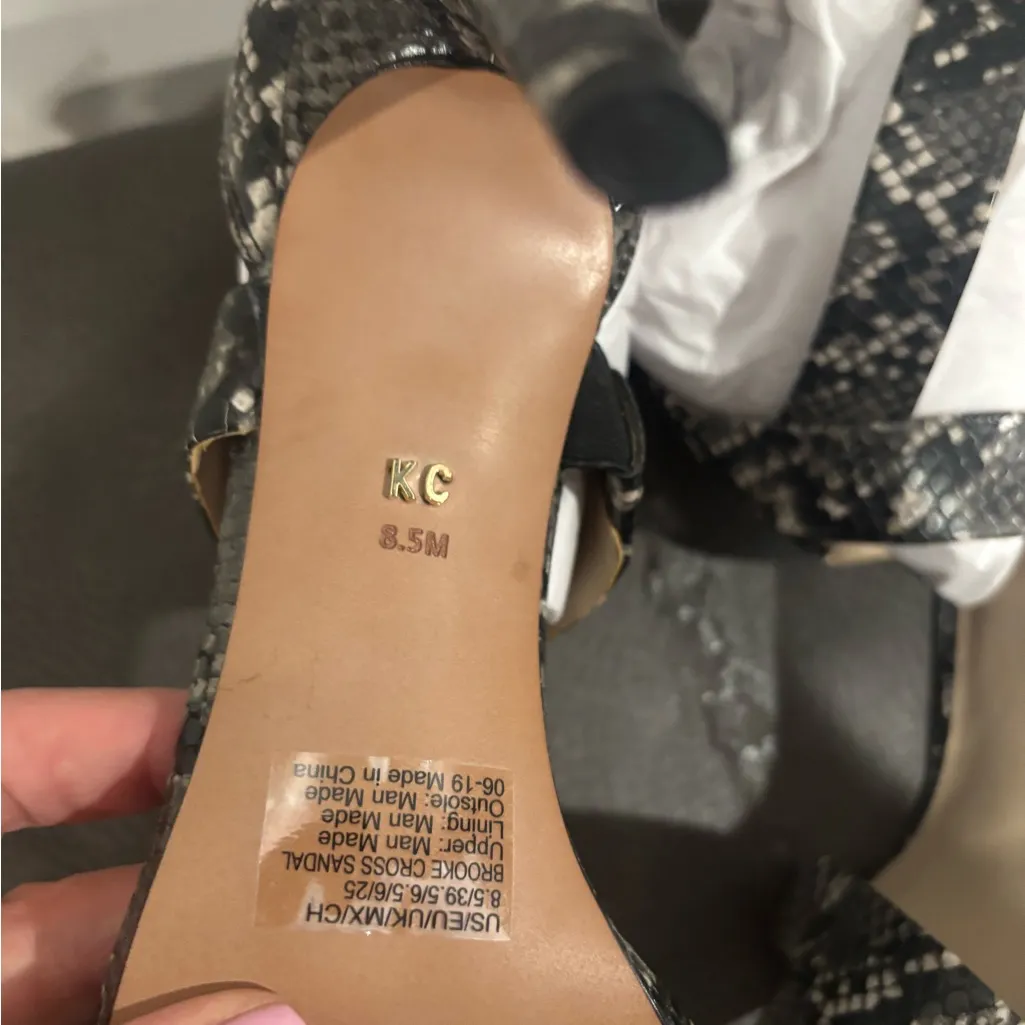 KC
8.5M
US/EU/UK/MX/CH
8.5/39.5/6.5/6/25
BROOKE CROSS SANDAL
Upper: Man Made
Lining: Man Made
Outsole: Man Made
06-19 Made in China